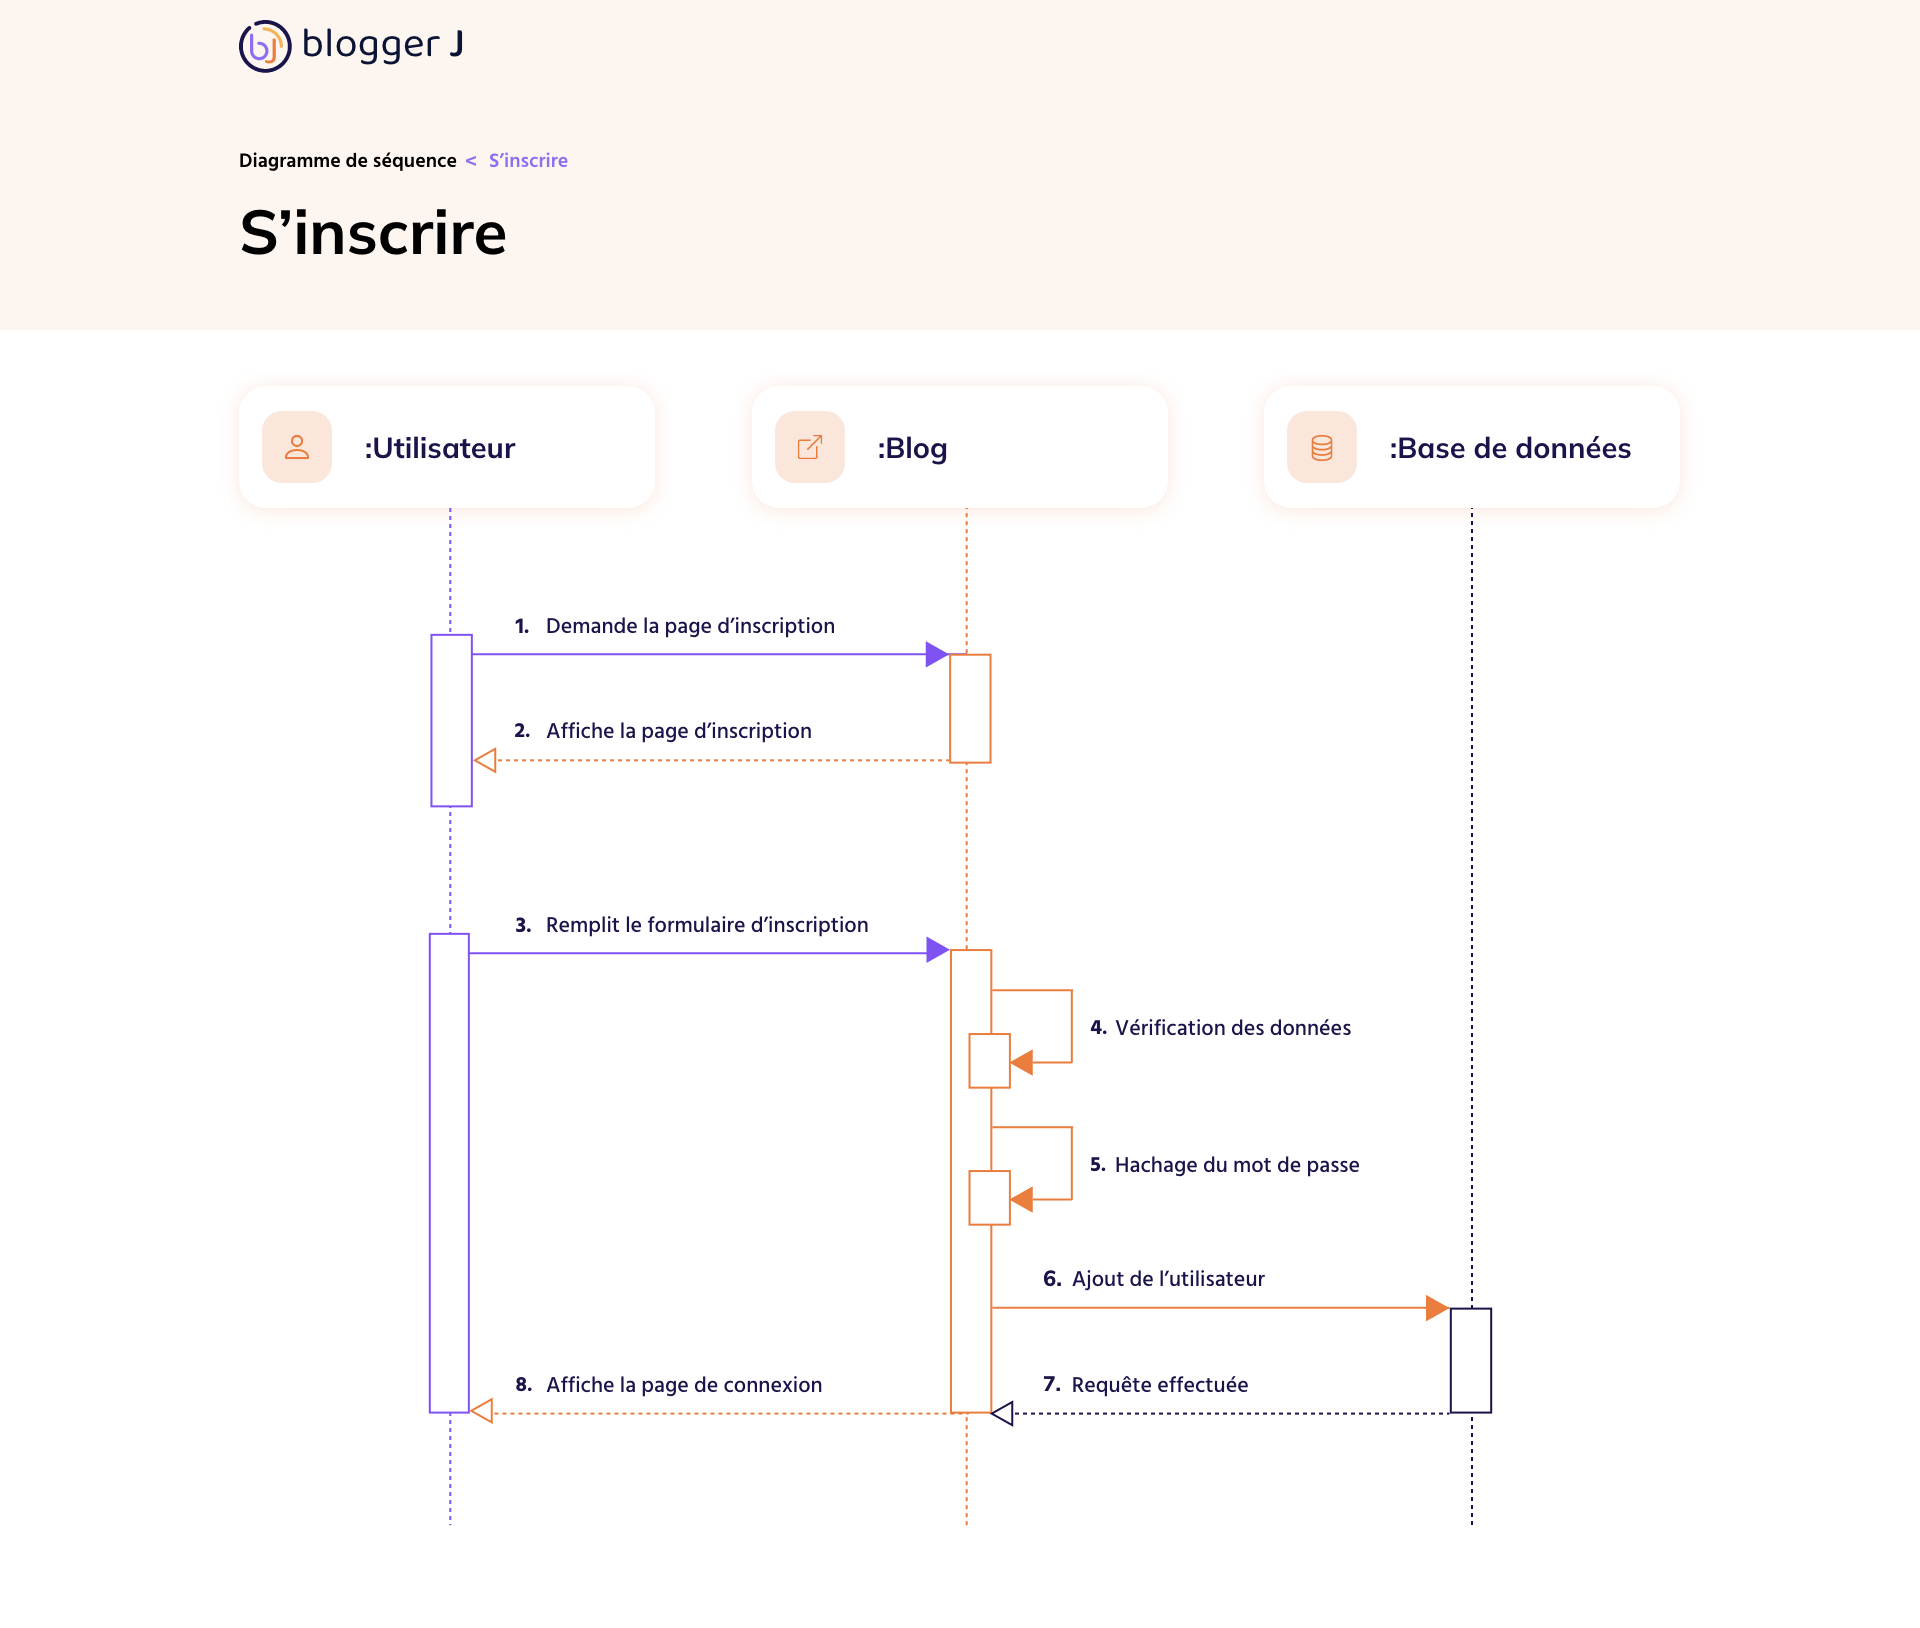 blogger J
Diagramme de séquence < S’inscrire
S’inscrire
:Utilisateur
:Blog
:Base de données
1. Demande la page d’inscription
2. Affiche la page d’inscription
3. Remplit le formulaire d’inscription
4. Vérification des données
5. Hachage du mot de passe
6. Ajout de l’utilisateur
8. Affiche la page de connexion
7. Requête effectuée